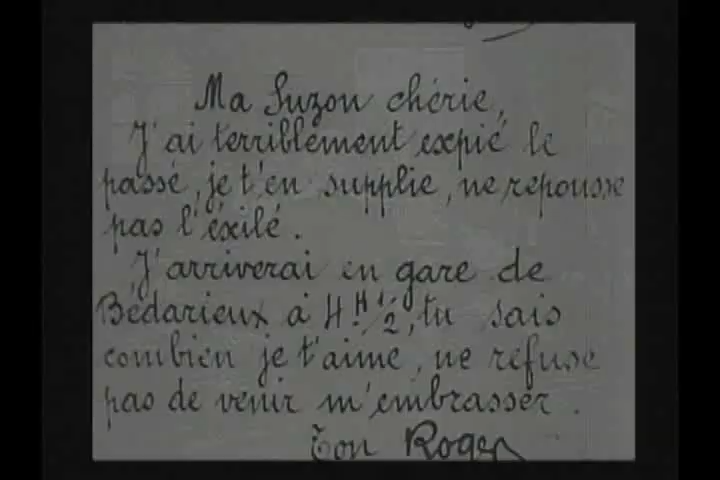 Ma Suzon chérie,
J'ai terriblement expié le
passé, je t'en supplie, ne repousse
pas l'éxilé.
J'arriverai en gare de
Bédarieux à 4H 1/2, tu sais
combien je t'aime, ne refuse
pas de venir m'embrasser.
Ton Roger